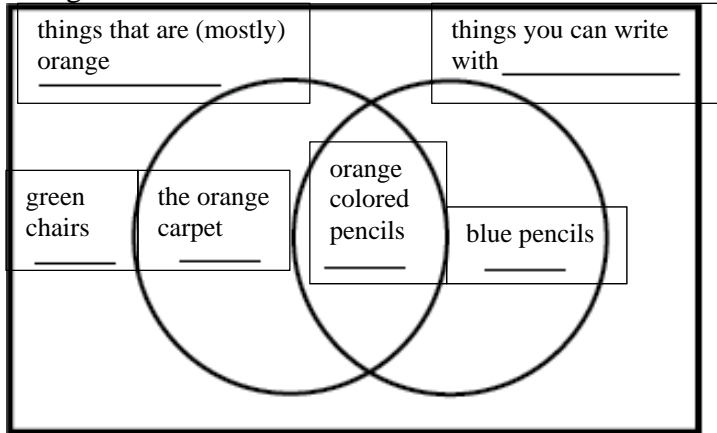 things that are (mostly)
orange
things you can write
with
green
chairs
the orange
carpet
orange
colored
pencils
blue pencils